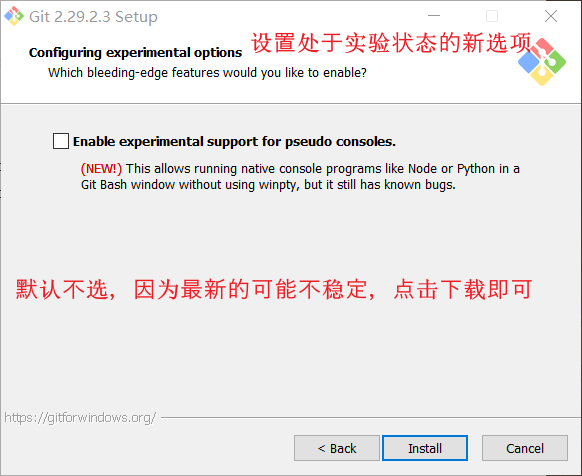 Git 2.29.2.3 Setup
Configuring experimental options
设置处于实验状态的新选项
Which bleeding-edge features would you like to enable?
Enable experimental support for pseudo consoles.
(NEW!) This allows running native console programs like Node or Python in a
Git Bash window without using winpty, but it still has known bugs.
默认不选，因为最新的可能不稳定，点击下载即可
https://gitforwindows.org/
< Back
Install
Cancel